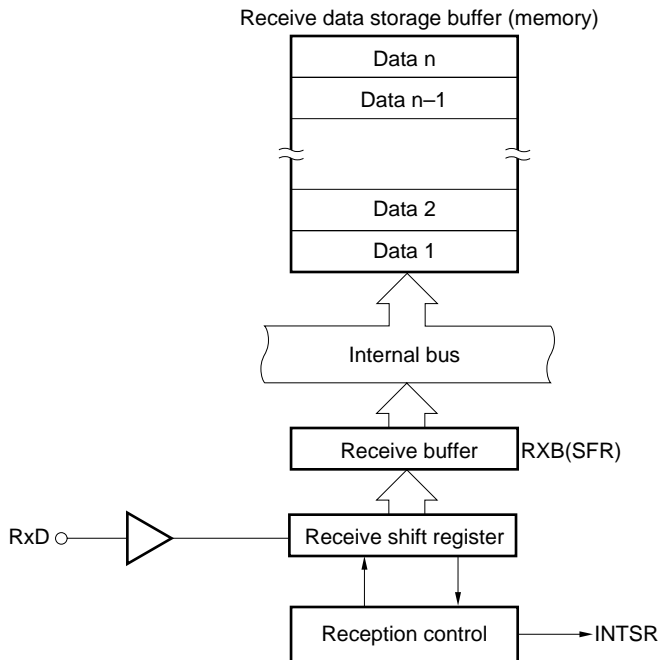 Receive data storage buffer (memory)
Data n
Data n–1
Data 2
Data 1
Internal bus
Receive buffer
RXB(SFR)
RxD
Receive shift register
Reception control
INTSR